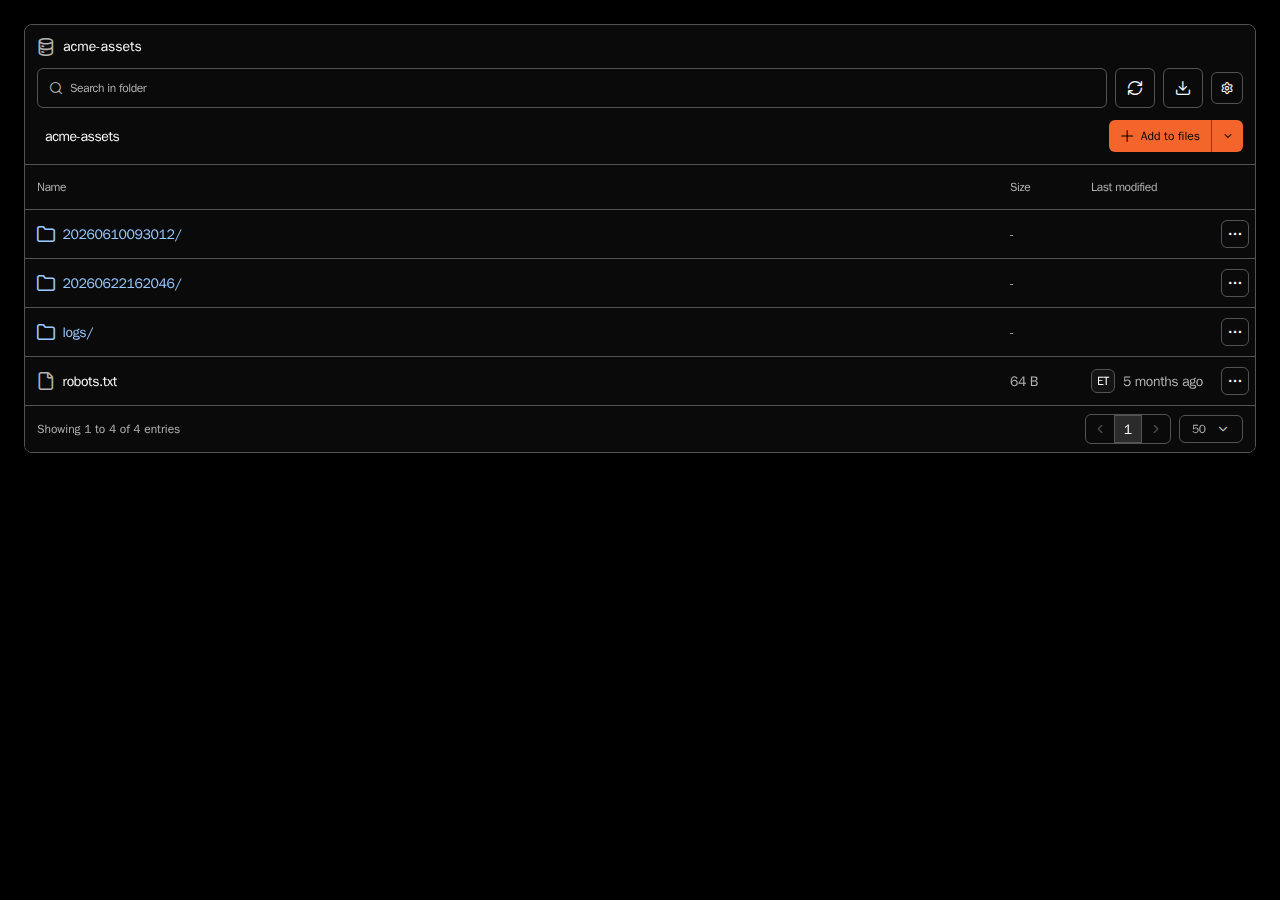 acme-assets
Search in folder
acme-assets
Add to files
Name Size Last modified
20260610093012/ -
20260622162046/ -
logs/ -
robots.txt 64 B ET 5 months ago
Showing 1 to 4 of 4 entries 1 50